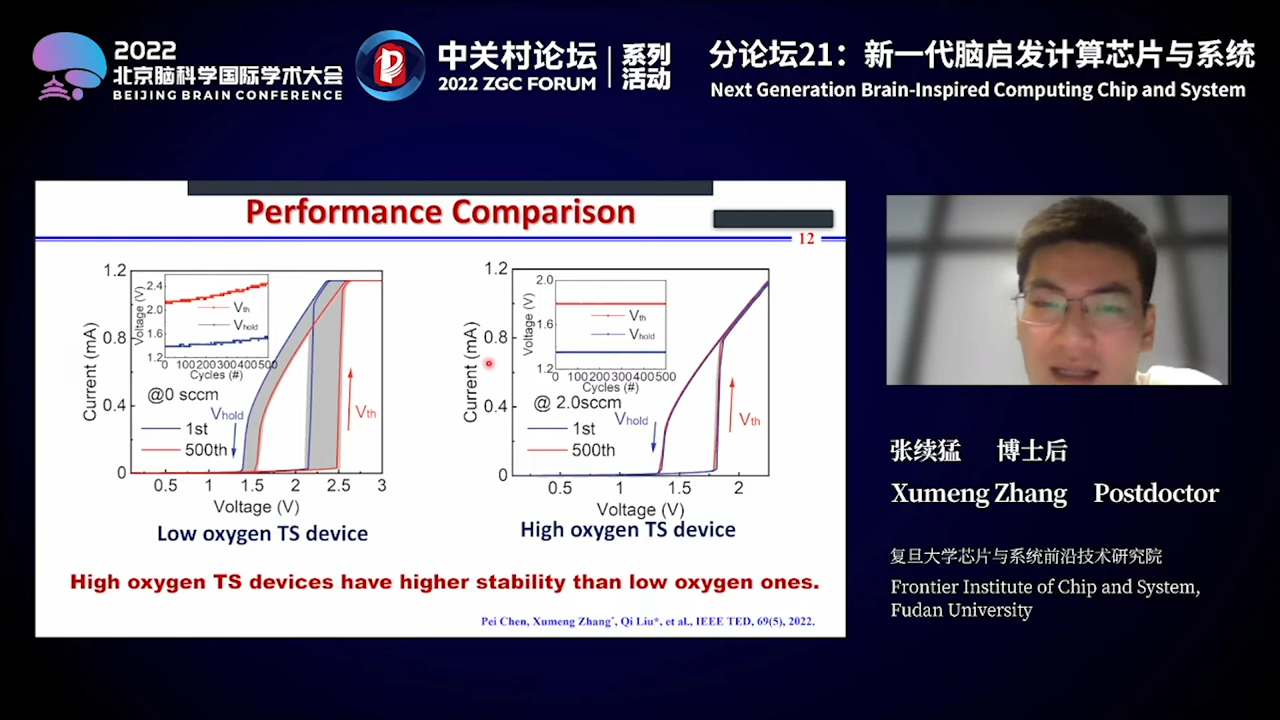 2022
北京脑科学国际学术大会
BEIJING BRAIN CONFERENCE
中关村论坛
2022 ZGC FORUM
系列
活动
分论坛21：新一代脑启发计算芯片与系统
Next Generation Brain-Inspired Computing Chip and System
Performance Comparison
12
1.2
0.8
0.4
0
Current (mA)
2.4
2.0
1.6
1.2
Voltage (V)
Vth
Vhold
0 100 200 300 400 500
Cycles (#)
@0 sccm
Vhold
1st
500th
Vth
0.5 1 1.5 2 2.5 3
Voltage (V)
Low oxygen TS device
1.2
0.8
0.4
0
Current (mA)
2.0
1.6
1.2
Voltage (V)
Vth
Vhold
0 100 200 300 400 500
Cycles (#)
@ 2.0sccm
Vhold
1st
500th
Vth
0.5 1 1.5 2
Voltage (V)
High oxygen TS device
High oxygen TS devices have higher stability than low oxygen ones.
Pei Chen, Xumeng Zhang*, Qi Liu*, et al., IEEE TED, 69(5), 2022.
张续猛 博士后
Xumeng Zhang Postdoctor
复旦大学芯片与系统前沿技术研究院
Frontier Institute of Chip and System,
Fudan University